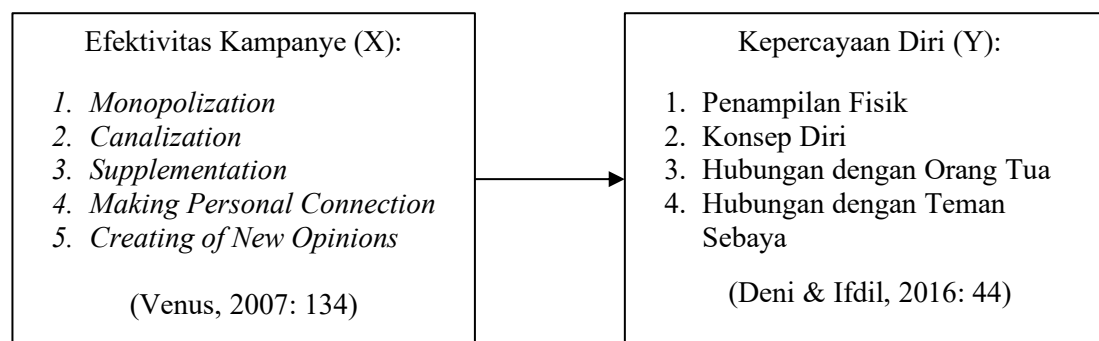 Efektivitas Kampanye (X):
1. Monopolization
2. Canalization
3. Supplementation
4. Making Personal Connection
5. Creating of New Opinions
(Venus, 2007: 134)
Kepercayaan Diri (Y):
1. Penampilan Fisik
2. Konsep Diri
3. Hubungan dengan Orang Tua
4. Hubungan dengan Teman
Sebaya
(Deni & Ifdil, 2016: 44)